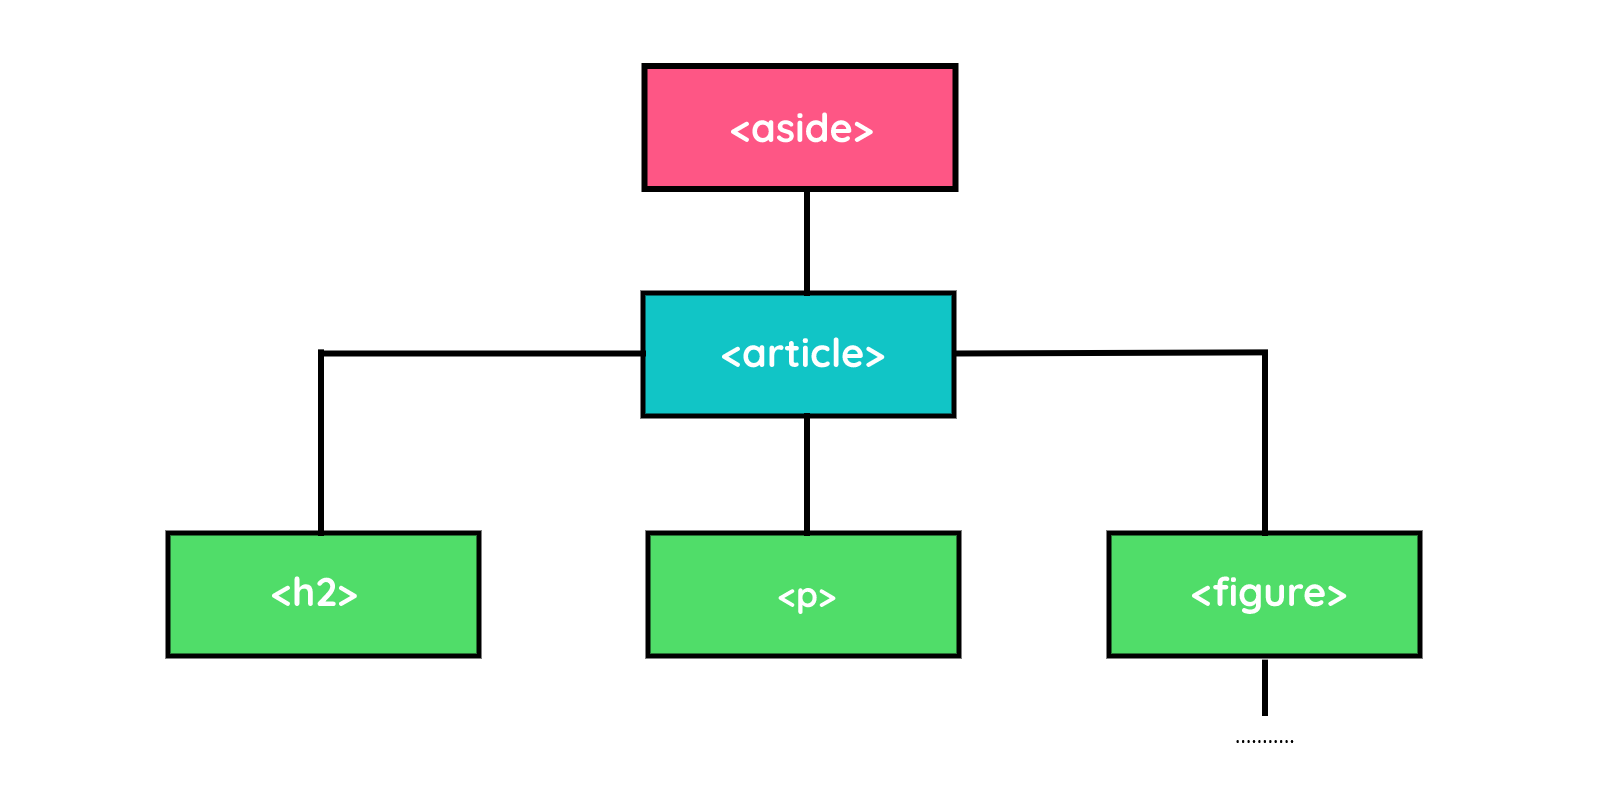 <aside>
<article>
<h2>
<p>
<figure>
...........